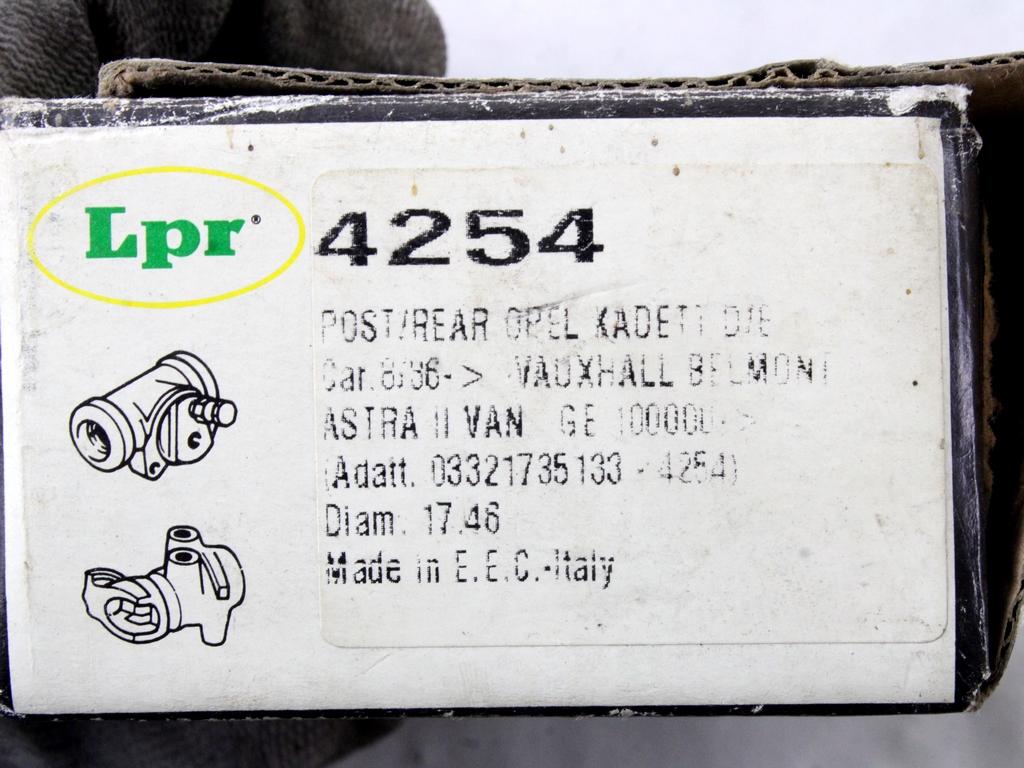 Lpr®
4254
POST/REAR OPEL KADETT D/E
Car. 8/86-> VAUXHALL BELMONT
ASTRA II VAN GE 100000->
(Adatt. 03321735133 - 4254)
Diam. 17.46
Made in E.E.C.-Italy